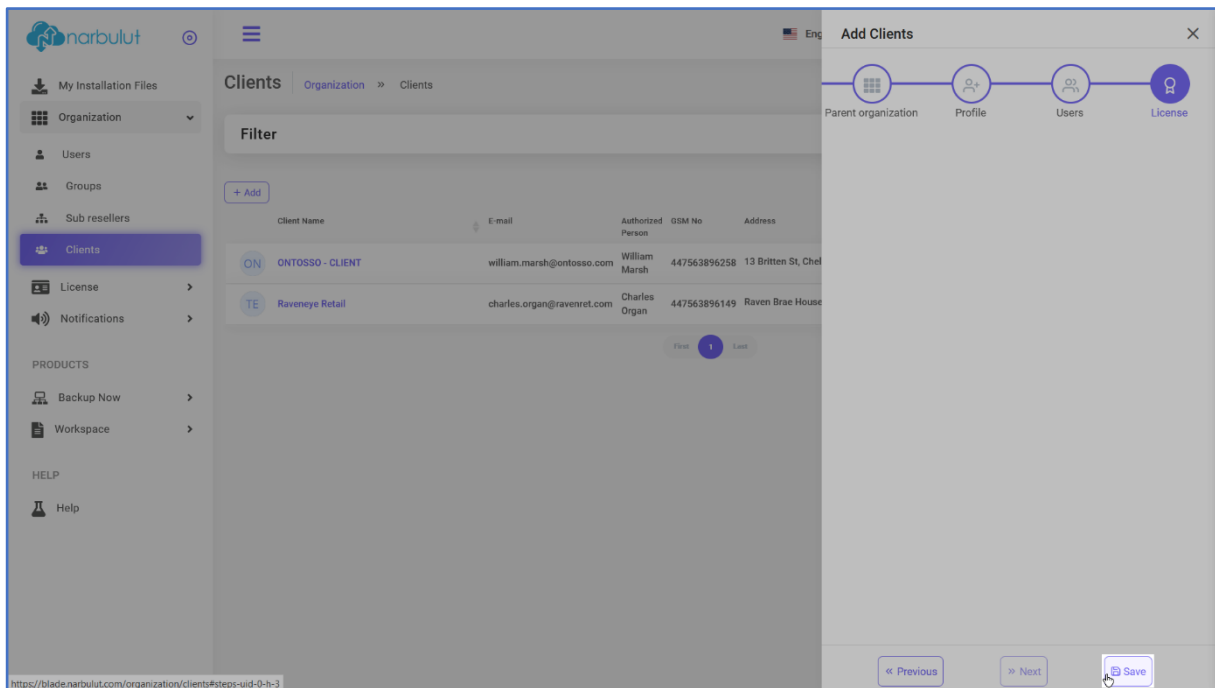 narbulut
My Installation Files
Organization
Users
Groups
Sub resellers
Clients
License
Notifications
PRODUCTS
Backup Now
Workspace
HELP
Help
Eng
Clients Organization » Clients
Filter
+ Add
Client Name E-mail Authorized Person GSM No Address
ON ONTOSSO - CLIENT william.marsh@ontosso.com William Marsh 447563896258 13 Britten St, Chel
TE Raveneye Retail charles.organ@ravenret.com Charles Organ 447563896149 Raven Brae House
First 1 Last
Add Clients
Parent organization Profile Users License
« Previous » Next Save
https://blade.narbulut.com/organization/clients#steps-uid-0-h-3